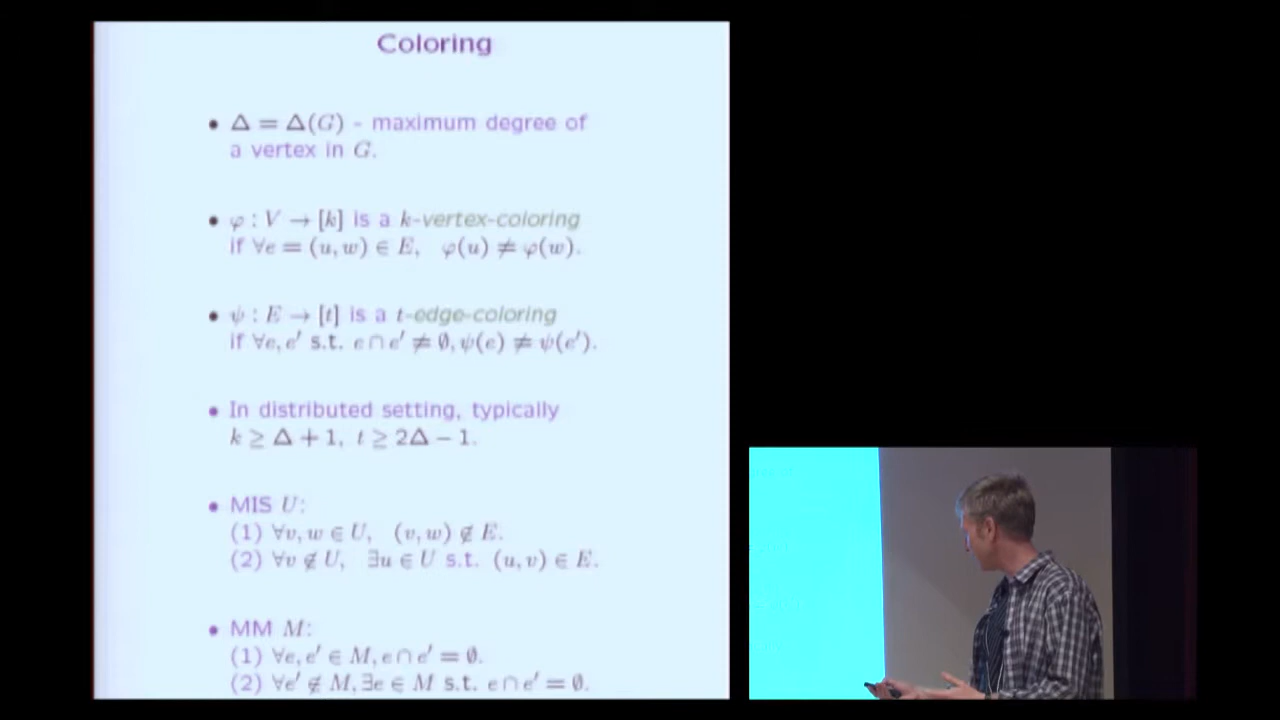 Coloring
• Δ = Δ(G) - maximum degree of
a vertex in G.
• φ : V → [k] is a k-vertex-coloring
if ∀e = (u, w) ∈ E, φ(u) ≠ φ(w).
• ψ : E → [t] is a t-edge-coloring
if ∀e, e′ s.t. e ∩ e′ ≠ ∅, ψ(e) ≠ ψ(e′).
• In distributed setting, typically
k ≥ Δ + 1, t ≥ 2Δ − 1.
• MIS U:
(1) ∀v, w ∈ U, (v, w) ∉ E.
(2) ∀v ∉ U, ∃u ∈ U s.t. (u, v) ∈ E.
• MM M:
(1) ∀e, e′ ∈ M, e ∩ e′ = ∅.
(2) ∀e′ ∉ M, ∃e ∈ M s.t. e ∩ e′ = ∅.